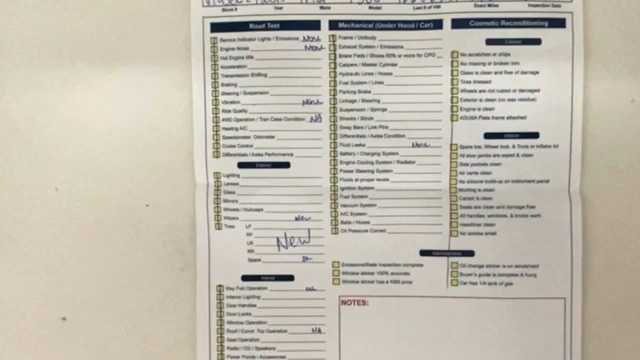 Stock # Year Make Model Last 6 of VIN Exact Miles Inspection Date
Road Test
Service Indicator Lights / Emissions None
Engine Noise None
Hot Engine Idle
Acceleration
Transmission Shifting
Braking
Steering / Suspension
Vibration None
Ride Quality
AWD Operation / Train Case Condition NA
Heating A/C
Speedometer, Odometer
Cruise Control
Differentials / Axles Performance
Exterior
Lighting
Lenses
Glass
Mirrors
Wheels / Hubcaps
Wipers New
Tires LF
RF
LR
RR
New
Spare
Interior
Key Fob Operation
Interior Lighting
Door Handles
Door Locks
Window Operation
Roof / Conv. Top Operation NA
Seat Operation
Radio / CD / Speakers
Power Points / Accessories
Mechanical (Under Hood / Car)
Frame / Unibody
Exhaust System / Emissions
Brake Pads / Shoes 60% or more for CPO
Calipers / Master Cylinder
Hydraulic Lines / Hoses
Fuel System / Lines
Parking Brake
Linkage / Steering
Suspension / Springs
Shocks / Struts
Sway Bars / Link Pins
Differentials / Axles Condition
Fluid Leaks None
Battery / Charging System
Engine Cooling System / Radiator
Power Steering System
Fluids at proper levels
Ignition System
Fuel System
Vacuum System
A/C System
Belts / Hoses
Oil Pressure Correct
Cosmetic Reconditioning
Exterior
No scratches or chips
No missing or broken trim
Glass is clean and free of damage
Tires dressed
Wheels are not rusted or damaged
Exterior is clean (no wax residue)
Engine is clean
ADUSA Plate frame attached
Interior
Spare tire, Wheel lock, & Tools or inflator kit
All door jambs are wiped & clean
Side pockets clean
Air vents clean
No silicone build-up on instrument panel
Carpet is clean
Seats are clean and damage free
All handles, windows, & knobs work
Headliner clean
No smoke smell
Administrative
Emissions/State Inspection complete
Window sticker 100% accurate
Window sticker has a KBB price
Oil change sticker is on windshield
Buyer's guide is complete & hung
Car has 1/4 tank of gas
NOTES: